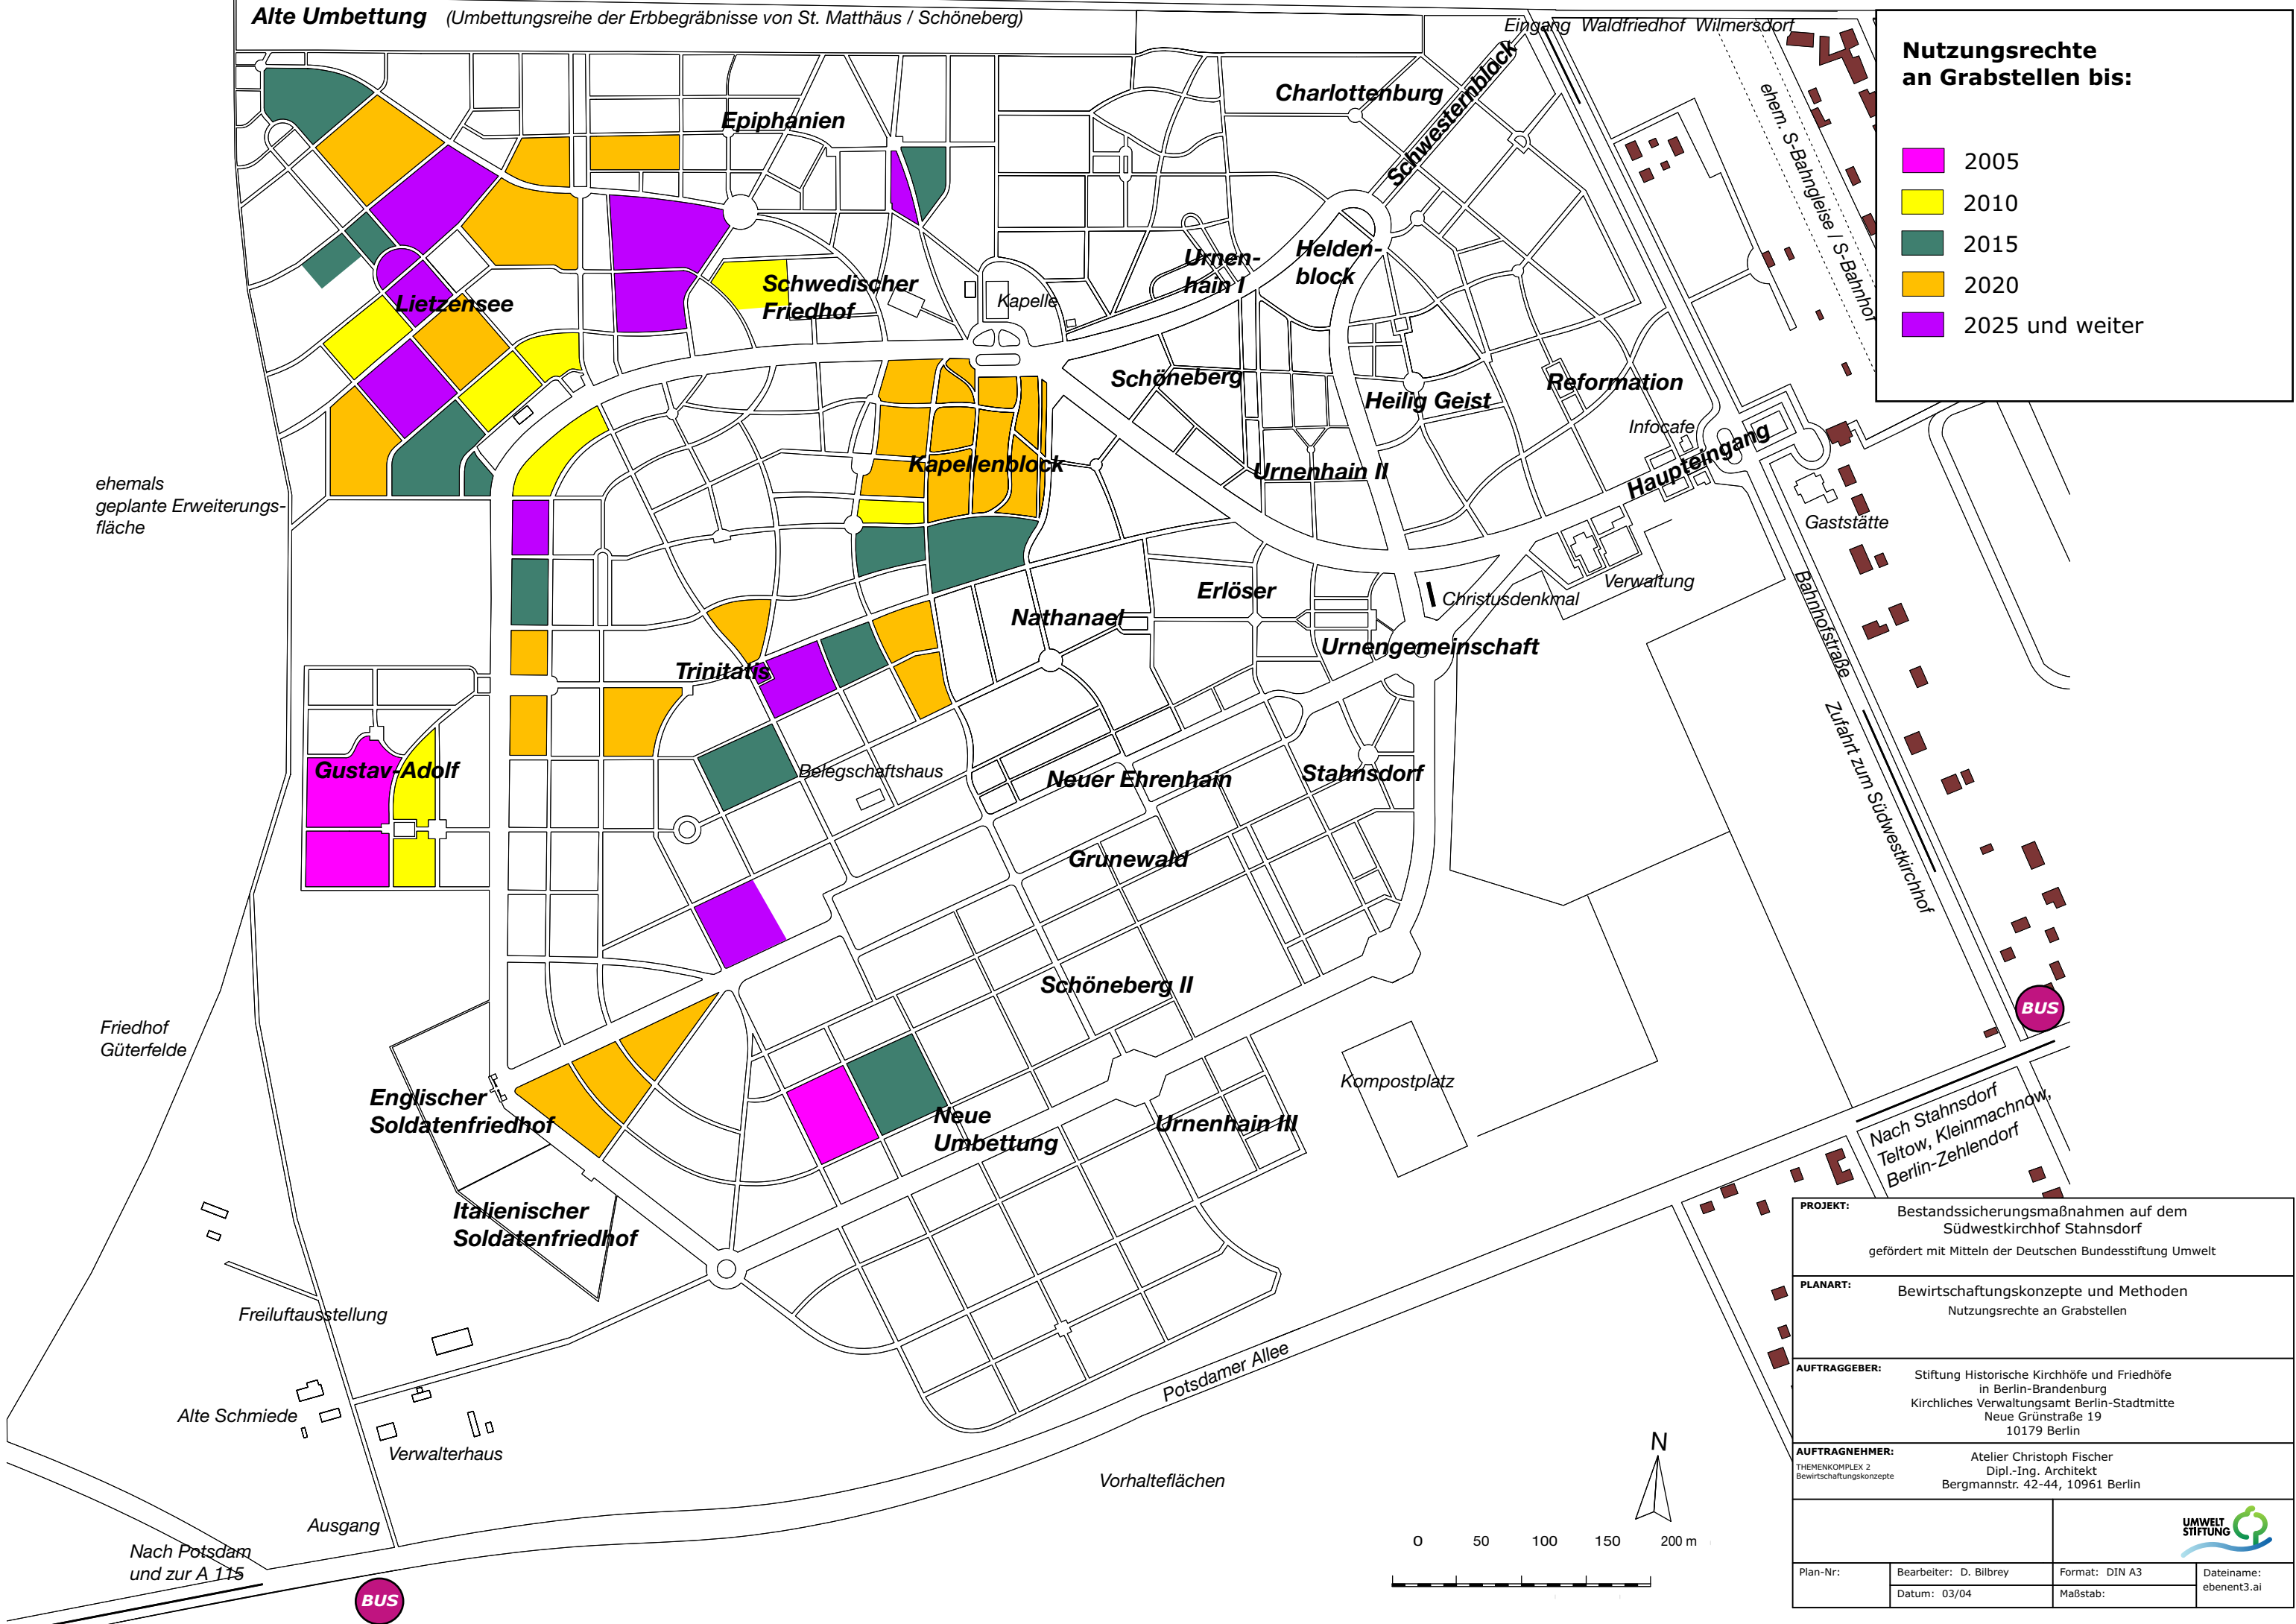 Alte Umbettung (Umbettungsreihe der Erbbegräbnisse von St. Matthäus / Schöneberg)
Eingang Waldfriedhof Wilmersdorf
Nutzungsrechte
an Grabstellen bis:
2005
2010
2015
2020
2025 und weiter
Charlottenburg
Schwesternblock
Epiphanien
ehem. S-Bahngleise / S-Bahnhof
Urnen-
hain I
Helden-
block
Schwedischer
Friedhof
Kapelle
Lietzensee
Schöneberg
Heilig Geist
Reformation
Infocafe
Haupteingang
Kapellenblock
Urnenhain II
ehemals
geplante Erweiterungs-
fläche
Gaststätte
Verwaltung
Bahnhofstraße
Erlöser
Christusdenkmal
Nathanael
Urnengemeinschaft
Trinitatis
Zufahrt zum Südwestkirchhof
Gustav-Adolf
Belegschaftshaus
Neuer Ehrenhain
Stahnsdorf
Grunewald
Schöneberg II
BUS
Friedhof
Güterfelde
Kompostplatz
Englischer
Soldatenfriedhof
Neue
Umbettung
Urnenhain III
Nach Stahnsdorf
Teltow, Kleinmachnow,
Berlin-Zehlendorf
Italienischer
Soldatenfriedhof
Freiluftausstellung
Potsdamer Allee
Alte Schmiede
Verwalterhaus
Vorhalteflächen
Ausgang
Nach Potsdam
und zur A 115
BUS
N
0 50 100 150 200 m
PROJEKT:
Bestandssicherungsmaßnahmen auf dem
Südwestkirchhof Stahnsdorf
gefördert mit Mitteln der Deutschen Bundesstiftung Umwelt
PLANART:
Bewirtschaftungskonzepte und Methoden
Nutzungsrechte an Grabstellen
AUFTRAGGEBER:
Stiftung Historische Kirchhöfe und Friedhöfe
in Berlin-Brandenburg
Kirchliches Verwaltungsamt Berlin-Stadtmitte
Neue Grünstraße 19
10179 Berlin
AUFTRAGNEHMER:
THEMENKOMPLEX 2
Bewirtschaftungskonzepte
Atelier Christoph Fischer
Dipl.-Ing. Architekt
Bergmannstr. 42-44, 10961 Berlin
UMWELT
STIFTUNG
Plan-Nr:
Bearbeiter: D. Bilbrey
Format: DIN A3
Dateiname:
ebenent3.ai
Datum: 03/04
Maßstab: